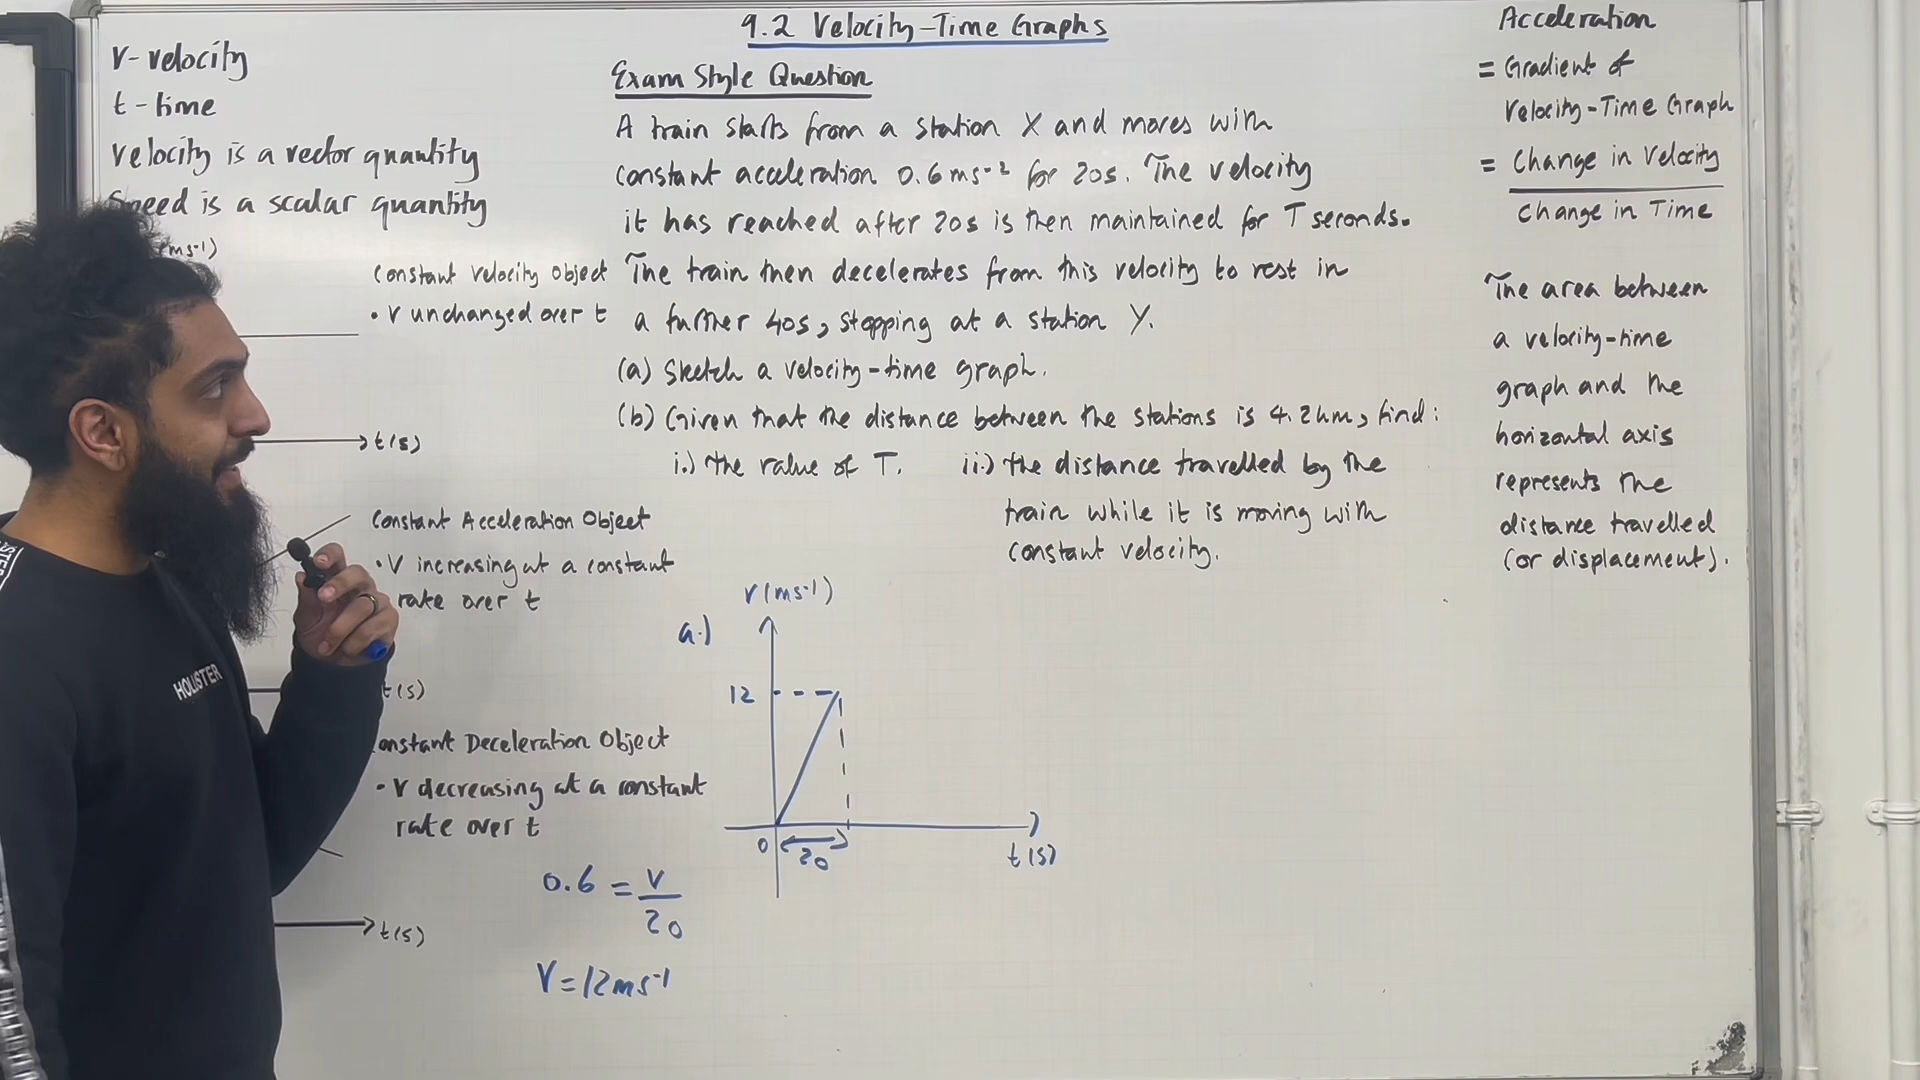 9.2 Velocity-Time Graphs
v-velocity
t-time
Velocity is a vector quantity
Speed is a scalar quantity
(ms⁻¹)
Constant Velocity Object
• v unchanged over t
t(s)
Constant Acceleration Object
• v increasing at a constant
rate over t
t(s)
onstant Deceleration Object
• v decreasing at a constant
rate over t
t(s)
Exam Style Question
A train starts from a station X and moves with
constant acceleration 0.6ms⁻² for 20s. The velocity
it has reached after 20s is then maintained for T seconds.
The train then decelerates from this velocity to rest in
a further 40s, stopping at a station Y.
(a) Sketch a velocity-time graph.
(b) Given that the distance between the stations is 4.2km, find:
i.) the value of T.
ii.) the distance travelled by the
train while it is moving with
constant velocity.
a.)
v(ms⁻¹)
12
0
20
t(s)
0.6 = v/20
V=12ms⁻¹
Acceleration
= Gradient of
Velocity-Time Graph
= Change in Velocity
Change in Time
The area between
a velocity-time
graph and the
horizontal axis
represents the
distance travelled
(or displacement).
HOLLISTER